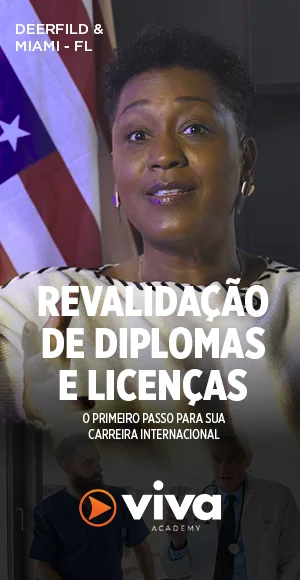 DEERFILD &
MIAMI - FL
REVALIDAÇÃO
DE DIPLOMAS
E LICENÇAS
O PRIMEIRO PASSO PARA SUA
CARREIRA INTERNACIONAL
viva
ACADEMY